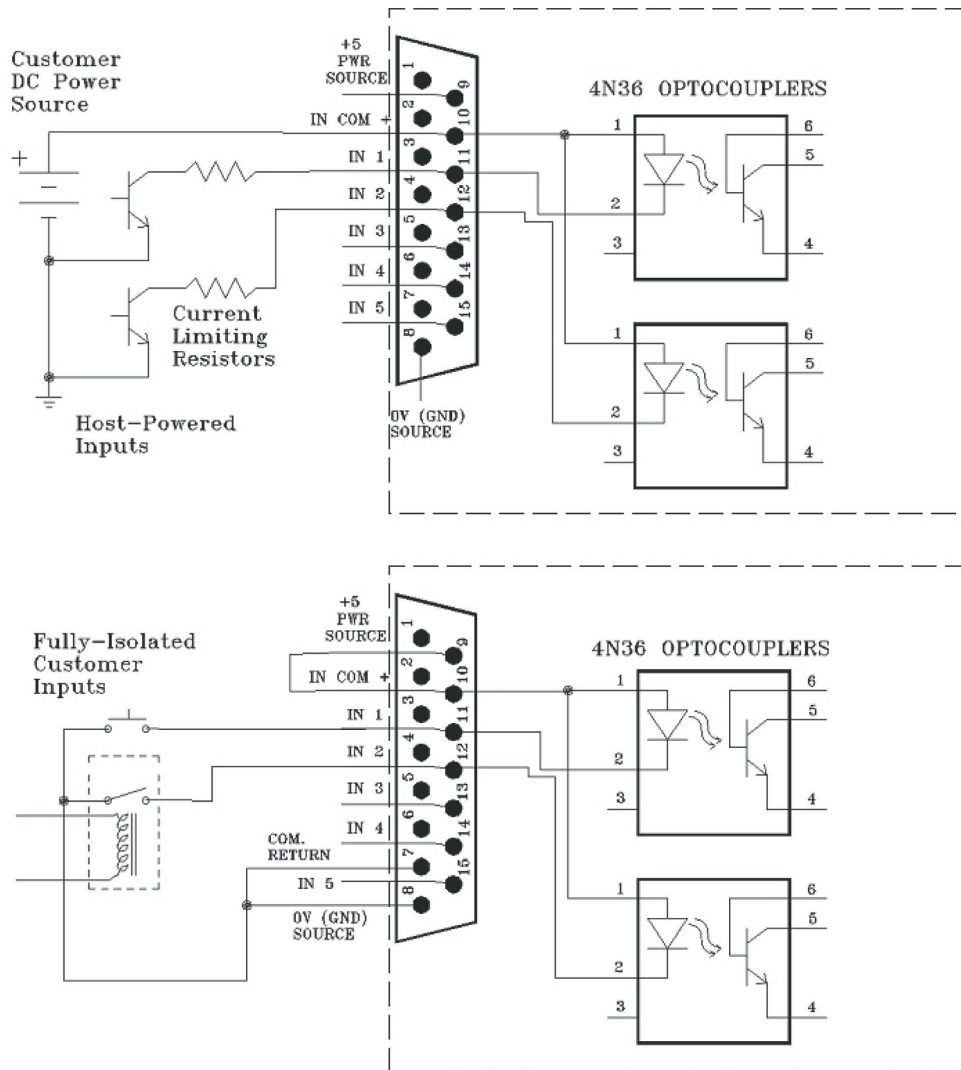 Customer
DC Power
Source
+
-
+5
PWR
SOURCE
IN COM +
IN 1
IN 2
IN 3
IN 4
IN 5
1
2
3
4
5
6
7
8
9
10
11
12
13
14
15
0V (GND)
SOURCE
Current
Limiting
Resistors
Host-Powered
Inputs
4N36 OPTOCOUPLERS
1
2
3
6
5
4
1
2
3
6
5
4
Fully-Isolated
Customer
Inputs
+5
PWR
SOURCE
IN COM +
IN 1
IN 2
IN 3
IN 4
COM.
RETURN
IN 5
0V (GND)
SOURCE
1
2
3
4
5
6
7
8
9
10
11
12
13
14
15
4N36 OPTOCOUPLERS
1
2
3
6
5
4
1
2
3
6
5
4